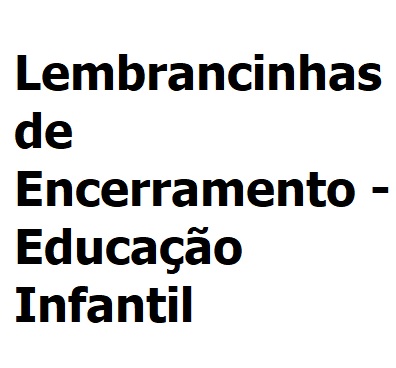 Lembrancinhas
de
Encerramento -
Educação
Infantil